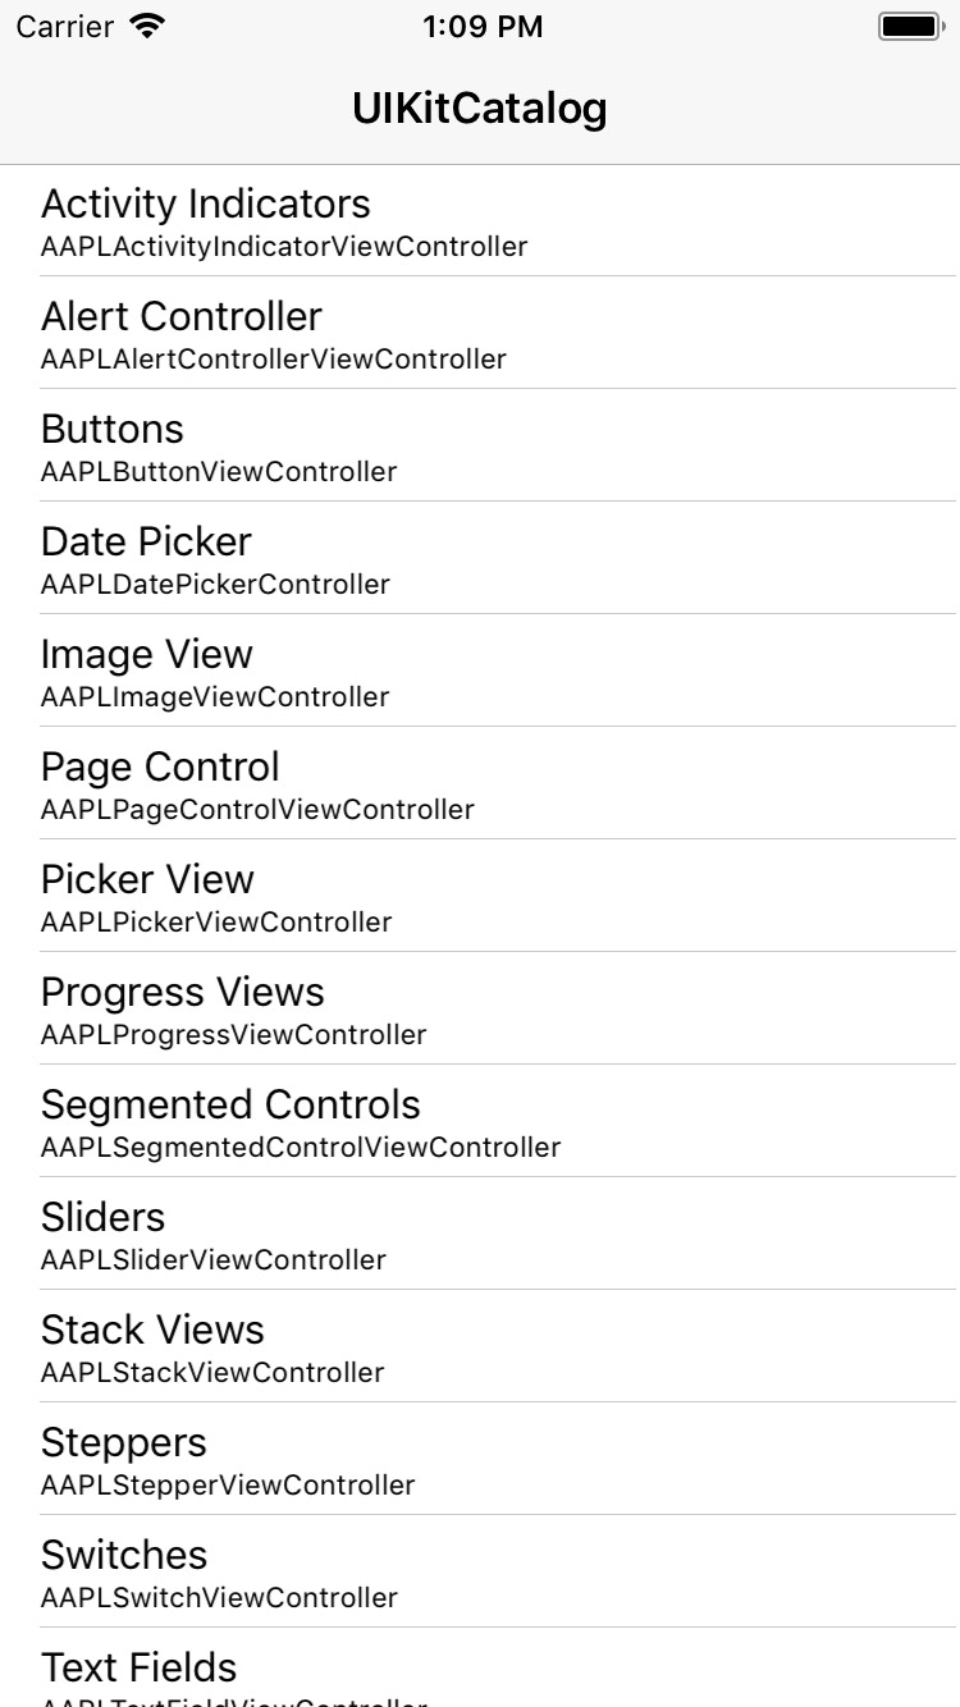 Carrier 1:09 PM
UIKitCatalog
Activity Indicators
AAPLActivityIndicatorViewController
Alert Controller
AAPLAlertControllerViewController
Buttons
AAPLButtonViewController
Date Picker
AAPLDatePickerController
Image View
AAPLImageViewController
Page Control
AAPLPageControlViewController
Picker View
AAPLPickerViewController
Progress Views
AAPLProgressViewController
Segmented Controls
AAPLSegmentedControlViewController
Sliders
AAPLSliderViewController
Stack Views
AAPLStackViewController
Steppers
AAPLStepperViewController
Switches
AAPLSwitchViewController
Text Fields
AAPLTextFieldViewController